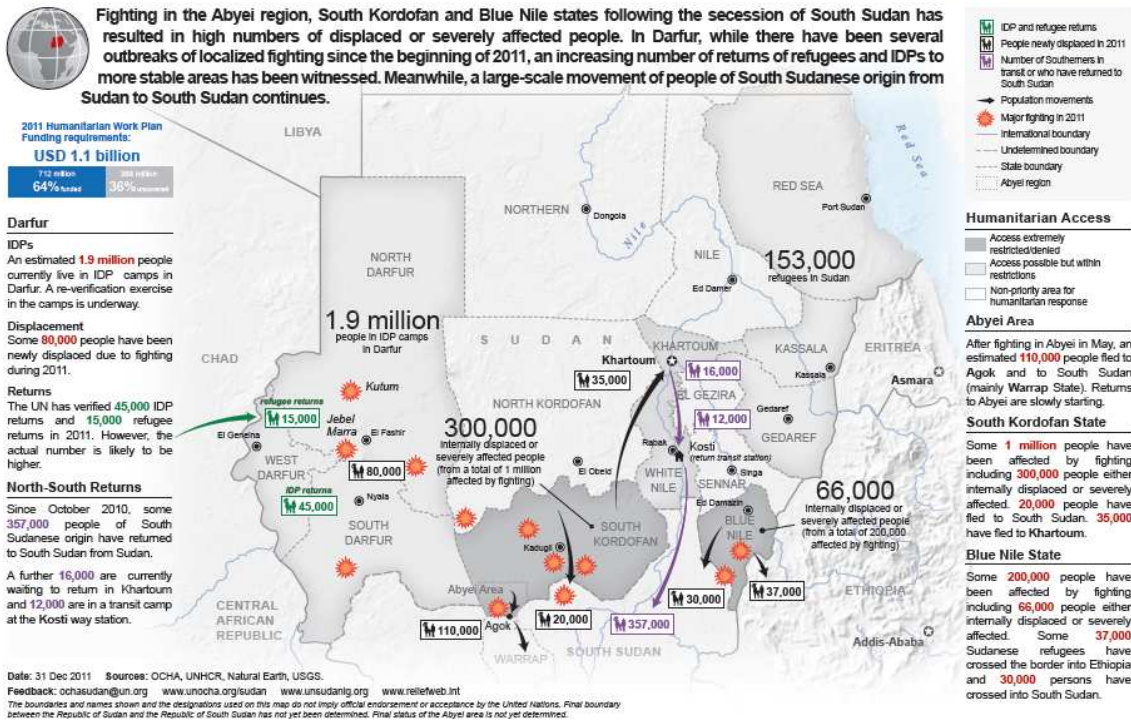 Fighting in the Abyei region, South Kordofan and Blue Nile states following the secession of South Sudan has
resulted in high numbers of displaced or severely affected people. In Darfur, while there have been several
outbreaks of localized fighting since the beginning of 2011, an increasing number of returns of refugees and IDPs to
more stable areas has been witnessed. Meanwhile, a large-scale movement of people of South Sudanese origin from
Sudan to South Sudan continues.
2011 Humanitarian Work Plan
Funding requirements:
USD 1.1 billion
712 million
64% funded
36%
Darfur
IDPs
An estimated 1.9 million people
currently live in IDP camps in
Darfur. A re-verification exercise
in the camps is underway.
Displacement
Some 80,000 people have been
newly displaced due to fighting
during 2011.
Returns
The UN has verified 45,000 IDP
returns and 15,000 refugee
returns in 2011. However, the
actual number is likely to be
higher.
North-South Returns
Since October 2010, some
357,000 people of South
Sudanese origin have returned
to South Sudan from Sudan.
A further 16,000 are currently
waiting to return in Khartoum
and 12,000 are in a transit camp
at the Kosti way station.
LIBYA
NORTHERN
Dongola
Nile
RED SEA
Port Sudan
Red Sea
NILE
Ed Damer
153,000
refugees in Sudan
NORTH
DARFUR
1.9 million
people in IDP camps
in Darfur
SUDAN
CHAD
KHARTOUM
Khartoum
35,000
16,000
KASSALA
Kassala
ERITREA
Asmara
Kutum
refugee returns
15,000
Jebel
Marra
El Geneina
El Fashir
NORTH KORDOFAN
300,000
internally displaced or
severely affected people
(from a total of 1 million
affected by fighting)
EL GEZIRA
12,000
Gedaref
GEDAREF
Rabak
Kosti
(return transit station)
WEST
DARFUR
80,000
El Obeid
WHITE
NILE
Singa
SENNAR
IDP returns
45,000
Nyala
SOUTH
DARFUR
Ed Damazin
66,000
internally displaced or
severely affected people
(from a total of 200,000
affected by fighting)
BLUE
NILE
SOUTH
KORDOFAN
Kadugli
Abyei Area
Agok
110,000
20,000
357,000
30,000
37,000
ETHIOPIA
Addis-Ababa
CENTRAL
AFRICAN
REPUBLIC
WARRAP
SOUTH SUDAN
IDP and refugee returns
People newly displaced in 2011
Number of Southerners in
transit or who have returned to
South Sudan
Population movements
Major fighting in 2011
International boundary
Undetermined boundary
State boundary
Abyei region
Humanitarian Access
Access extremely
restricted/denied
Access possible but within
restrictions
Non-priority area for
humanitarian response
Abyei Area
After fighting in Abyei in May, an
estimated 110,000 people fled to
Agok and to South Sudan
(mainly Warrap State). Returns
to Abyei are slowly starting.
South Kordofan State
Some 1 million people have
been affected by fighting
including 300,000 people either
internally displaced or severely
affected. 20,000 people have
fled to South Sudan. 35,000
have fled to Khartoum.
Blue Nile State
Some 200,000 people have
been affected by fighting
including 66,000 people either
internally displaced or severely
affected. Some 37,000
Sudanese refugees have
crossed the border into Ethiopia
and 30,000 persons have
crossed into South Sudan.
Date: 31 Dec 2011 Sources: OCHA, UNHCR, Natural Earth, USGS.
Feedback: ochasudan@un.org www.unocha.org/sudan www.unsudanig.org www.reliefweb.int
The boundaries and names shown and the designations used on this map do not imply official endorsement or acceptance by the United Nations. Final boundary
between the Republic of Sudan and the Republic of South Sudan has not yet been determined. Final status of the Abyei area is not yet determined.